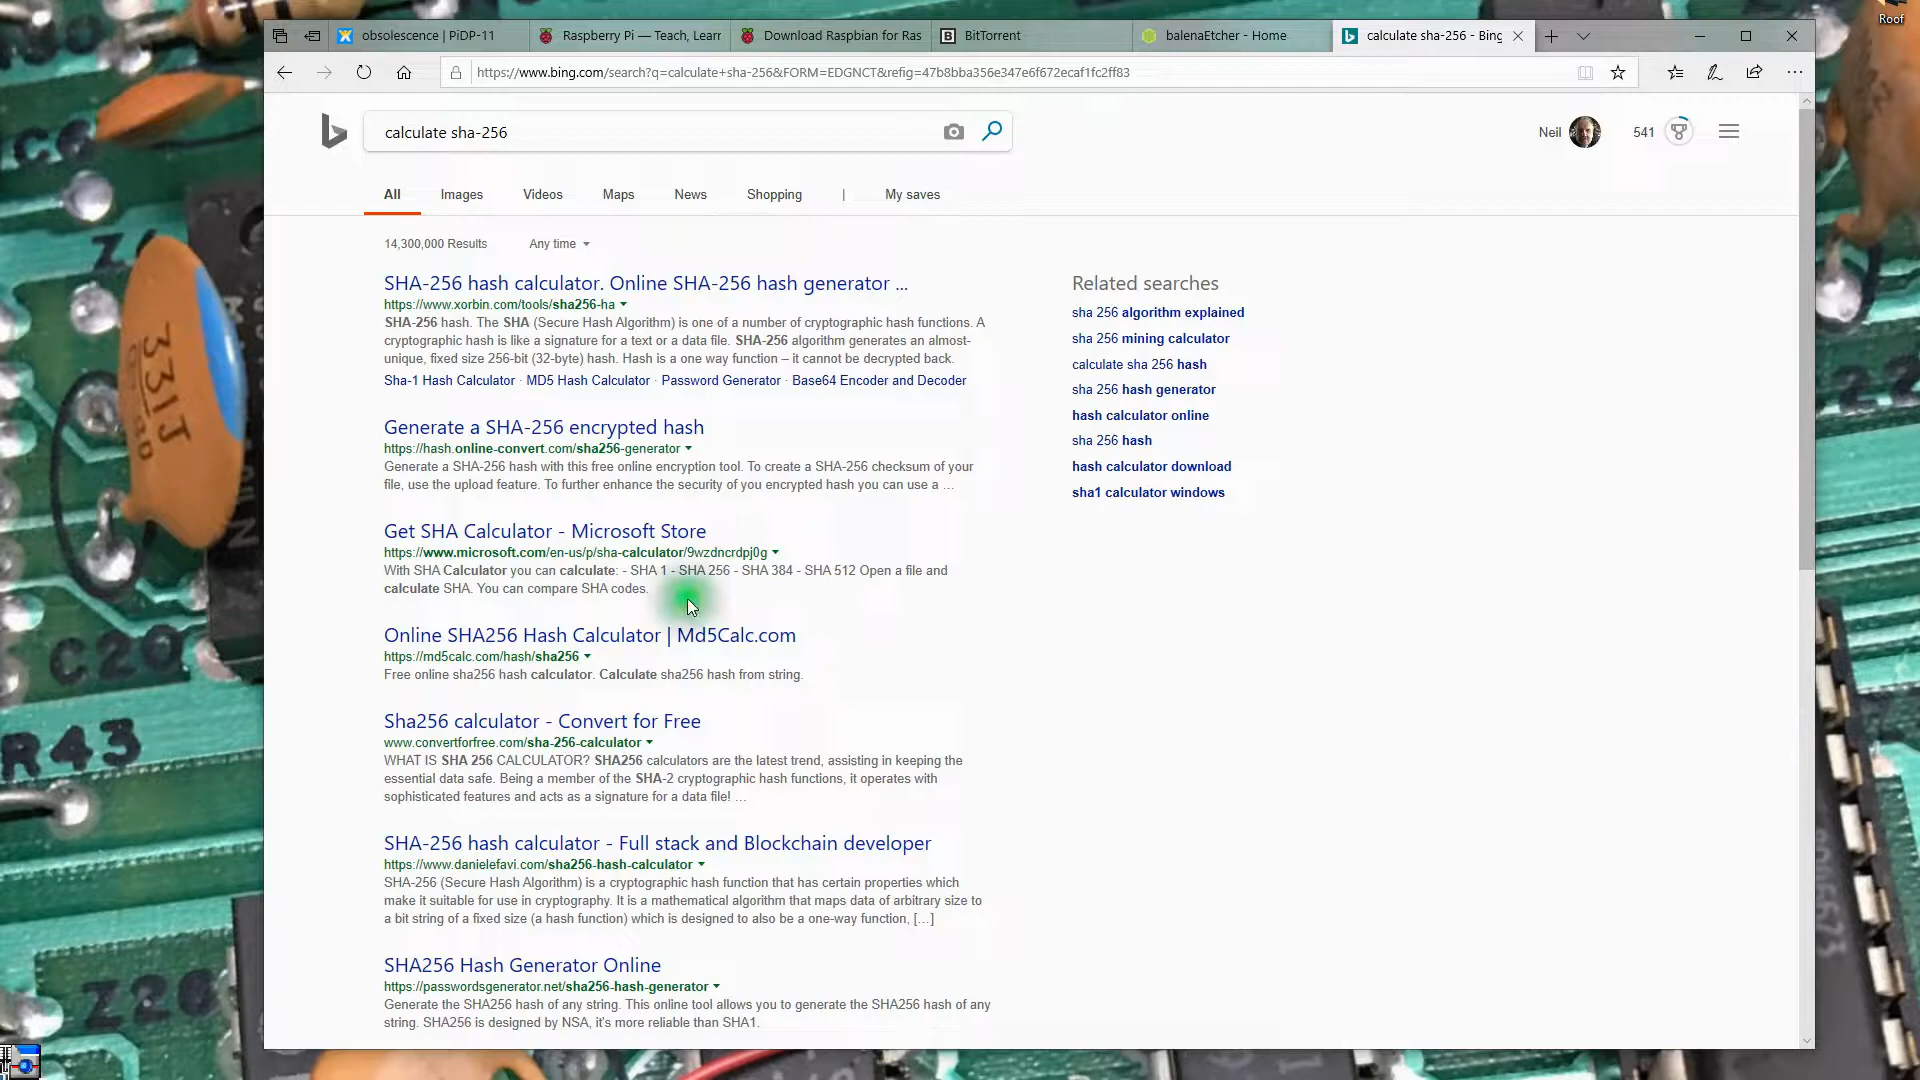 Roof
obsolescence | PiDP-11
Raspberry Pi — Teach, Learn
Download Raspbian for Ras
BitTorrent
balenaEtcher - Home
calculate sha-256 - Bing
https://www.bing.com/search?q=calculate+sha-256&FORM=EDGNCT&refig=47b8bba356e347e6f672ecaf1fc2ff83
calculate sha-256
Neil
541
All Images Videos Maps News Shopping | My saves
14,300,000 Results Any time
SHA-256 hash calculator. Online SHA-256 hash generator ...
https://www.xorbin.com/tools/sha256-ha
SHA-256 hash. The SHA (Secure Hash Algorithm) is one of a number of cryptographic hash functions. A
cryptographic hash is like a signature for a text or a data file. SHA-256 algorithm generates an almost-
unique, fixed size 256-bit (32-byte) hash. Hash is a one way function – it cannot be decrypted back.
Sha-1 Hash Calculator · MD5 Hash Calculator · Password Generator · Base64 Encoder and Decoder
Generate a SHA-256 encrypted hash
https://hash.online-convert.com/sha256-generator
Generate a SHA-256 hash with this free online encryption tool. To create a SHA-256 checksum of your
file, use the upload feature. To further enhance the security of you encrypted hash you can use a …
Get SHA Calculator - Microsoft Store
https://www.microsoft.com/en-us/p/sha-calculator/9wzdncrdpj0g
With SHA Calculator you can calculate: - SHA 1 - SHA 256 - SHA 384 - SHA 512 Open a file and
calculate SHA. You can compare SHA codes.
Online SHA256 Hash Calculator | Md5Calc.com
https://md5calc.com/hash/sha256
Free online sha256 hash calculator. Calculate sha256 hash from string.
Sha256 calculator - Convert for Free
www.convertforfree.com/sha-256-calculator
WHAT IS SHA 256 CALCULATOR? SHA256 calculators are the latest trend, assisting in keeping the
essential data safe. Being a member of the SHA-2 cryptographic hash functions, it operates with
sophisticated features and acts as a signature for a data file! …
SHA-256 hash calculator - Full stack and Blockchain developer
https://www.danielefavi.com/sha256-hash-calculator
SHA-256 (Secure Hash Algorithm) is a cryptographic hash function that has certain properties which
make it suitable for use in cryptography. It is a mathematical algorithm that maps data of arbitrary size to
a bit string of a fixed size (a hash function) which is designed to also be a one-way function, […]
SHA256 Hash Generator Online
https://passwordsgenerator.net/sha256-hash-generator
Generate the SHA256 hash of any string. This online tool allows you to generate the SHA256 hash of any
string. SHA256 is designed by NSA, it's more reliable than SHA1.
Related searches
sha 256 algorithm explained
sha 256 mining calculator
calculate sha 256 hash
sha 256 hash generator
hash calculator online
sha 256 hash
hash calculator download
sha1 calculator windows
331J
C20
R43
Z26